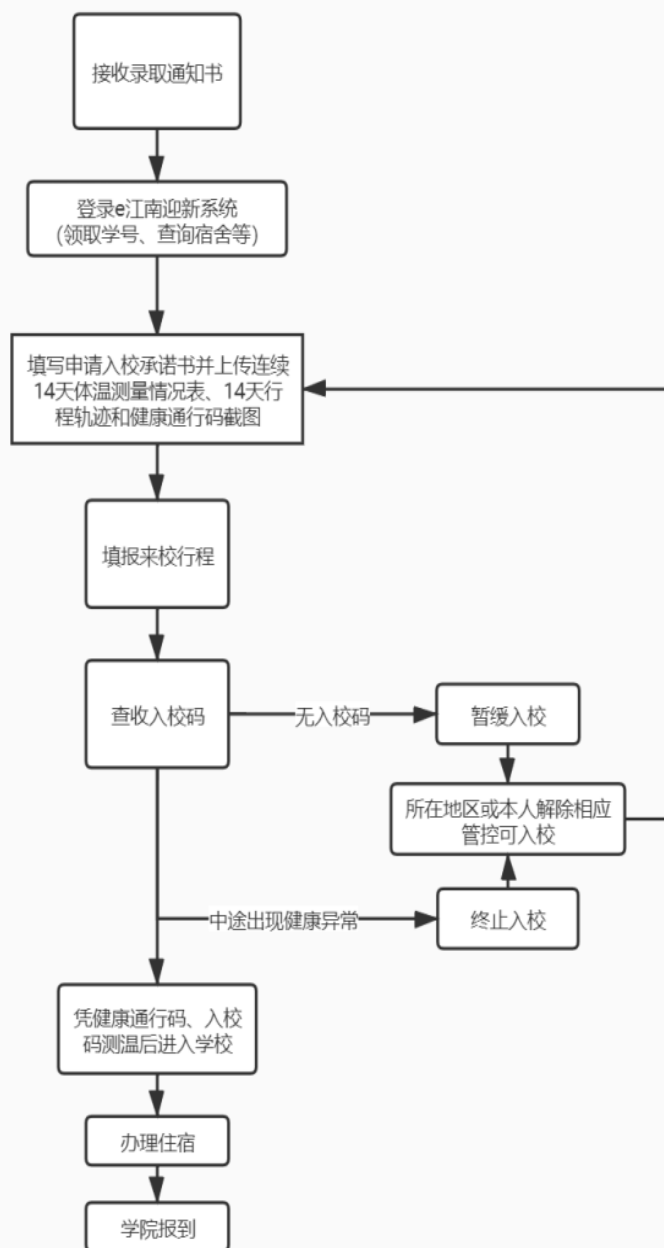 接收录取通知书
登录e江南迎新系统
（领取学号、查询宿舍等）
填写申请入校承诺书并上传连续
14天体温测量情况表、14天行
程轨迹和健康通行码截图
填报来校行程
查收入校码
无入校码
暂缓入校
所在地区或本人解除相应
管控可入校
中途出现健康异常
终止入校
凭健康通行码、入校
码测温后进入学校
办理住宿
学院报到